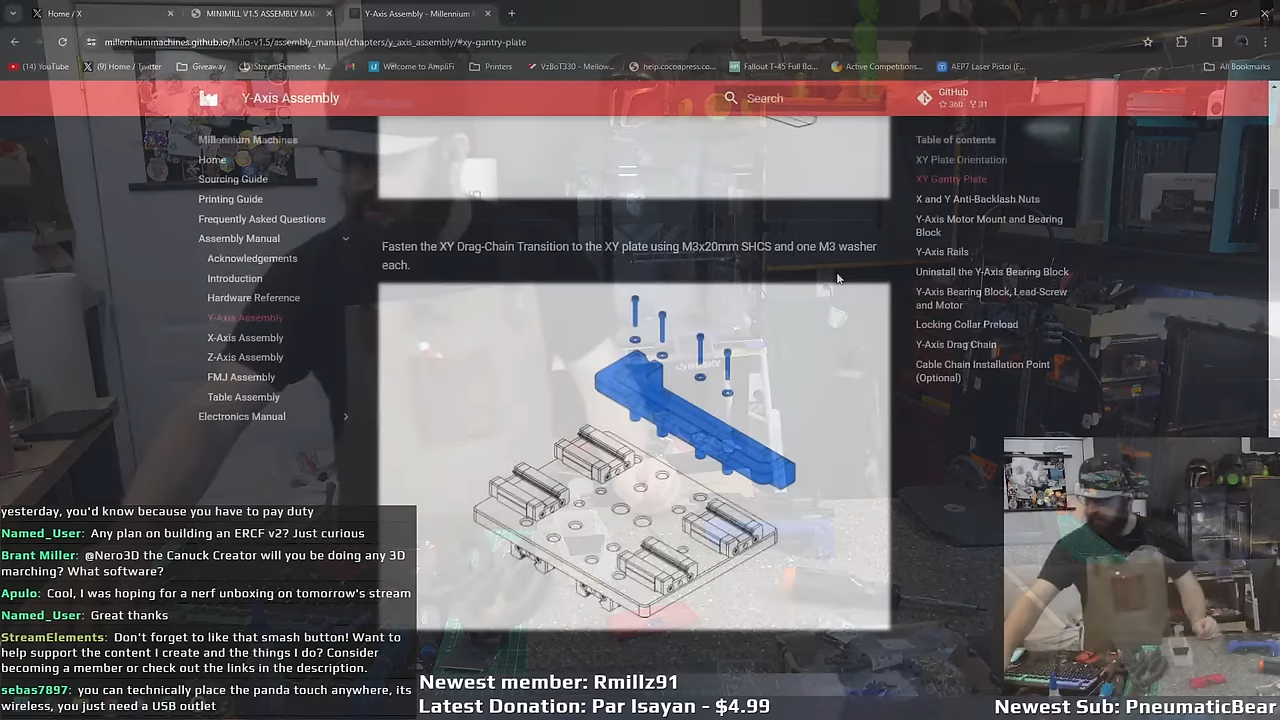 Home / X
MINIMILL V1.5 ASSEMBLY MAN
Y-Axis Assembly - Millennium
millenniummachines.github.io/Milo-v1.5/assembly_manual/chapters/y_axis_assembly/#xy-gantry-plate
(14) YouTube
(9) Home / Twitter
Giveaway
StreamElements - M...
Welcome to AmpliFi
Printers
VzBoT330 - Mellow...
help.cocoapress.co...
Fallout T-45 Full Bo...
Active Competitions...
AEP7 Laser Pistol (F...
All Bookmarks
Y-Axis Assembly
Search
GitHub
360 31
Millennium Machines
Home
Sourcing Guide
Printing Guide
Frequently Asked Questions
Assembly Manual
Acknowledgements
Introduction
Hardware Reference
Y-Axis Assembly
X-Axis Assembly
Z-Axis Assembly
FMJ Assembly
Table Assembly
Electronics Manual
Fasten the XY Drag-Chain Transition to the XY plate using M3x20mm SHCS and one M3 washer
each.
Table of contents
XY Plate Orientation
XY Gantry Plate
X and Y Anti-Backlash Nuts
Y-Axis Motor Mount and Bearing
Block
Y-Axis Rails
Uninstall the Y-Axis Bearing Block
Y-Axis Bearing Block, Lead-Screw
and Motor
Locking Collar Preload
Y-Axis Drag Chain
Cable Chain Installation Point
(Optional)
yesterday, you'd know because you have to pay duty
Named_User: Any plan on building an ERCF v2? Just curious
Brant Miller: @Nero3D the Canuck Creator will you be doing any 3D
marching? What software?
Apulo: Cool, I was hoping for a nerf unboxing on tomorrow's stream
Named_User: Great thanks
StreamElements: Don't forget to like that smash button! Want to
help support the content I create and the things I do? Consider
becoming a member or check out the links in the description.
sebas7897: you can technically place the panda touch anywhere, its
wireless, you just need a USB outlet
Newest member: Rmillz91
Latest Donation: Par Isayan - $4.99
Newest Sub: PneumaticBear